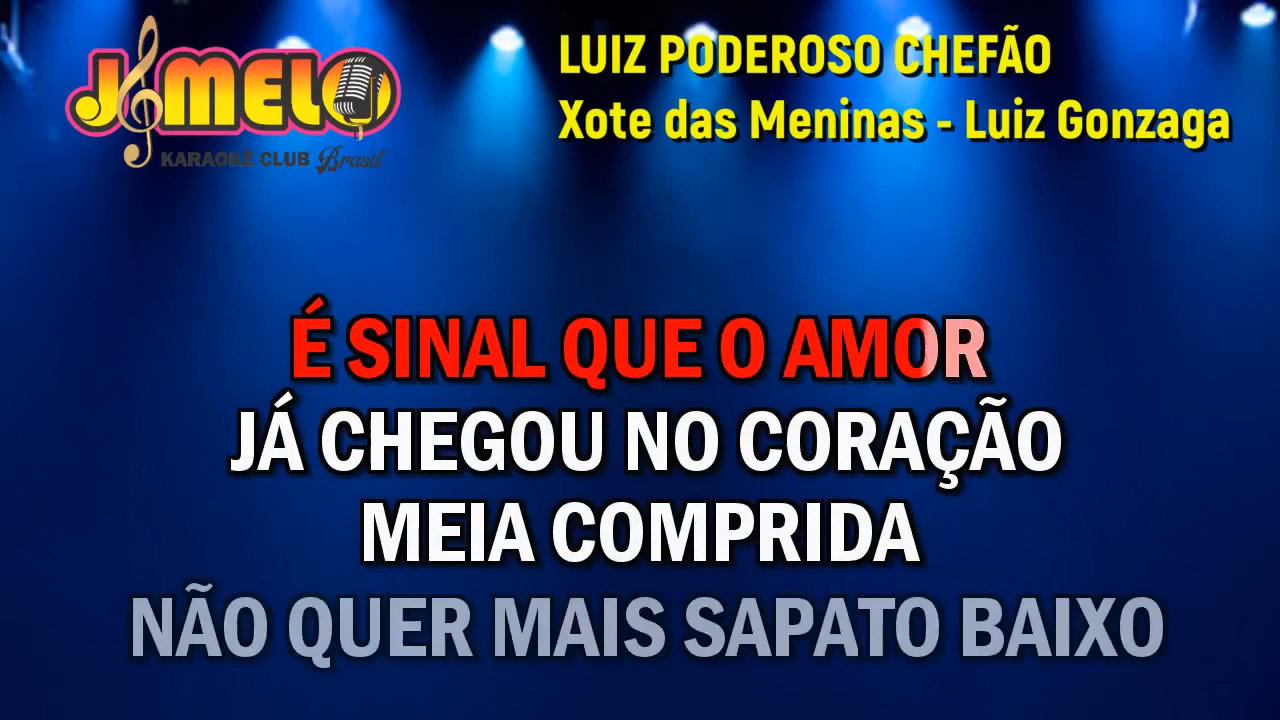 J MELO
KARAOKÊ CLUB Brasil
LUIZ PODEROSO CHEFÃO
Xote das Meninas - Luiz Gonzaga
É SINAL QUE O AMOR
JÁ CHEGOU NO CORAÇÃO
MEIA COMPRIDA
NÃO QUER MAIS SAPATO BAIXO